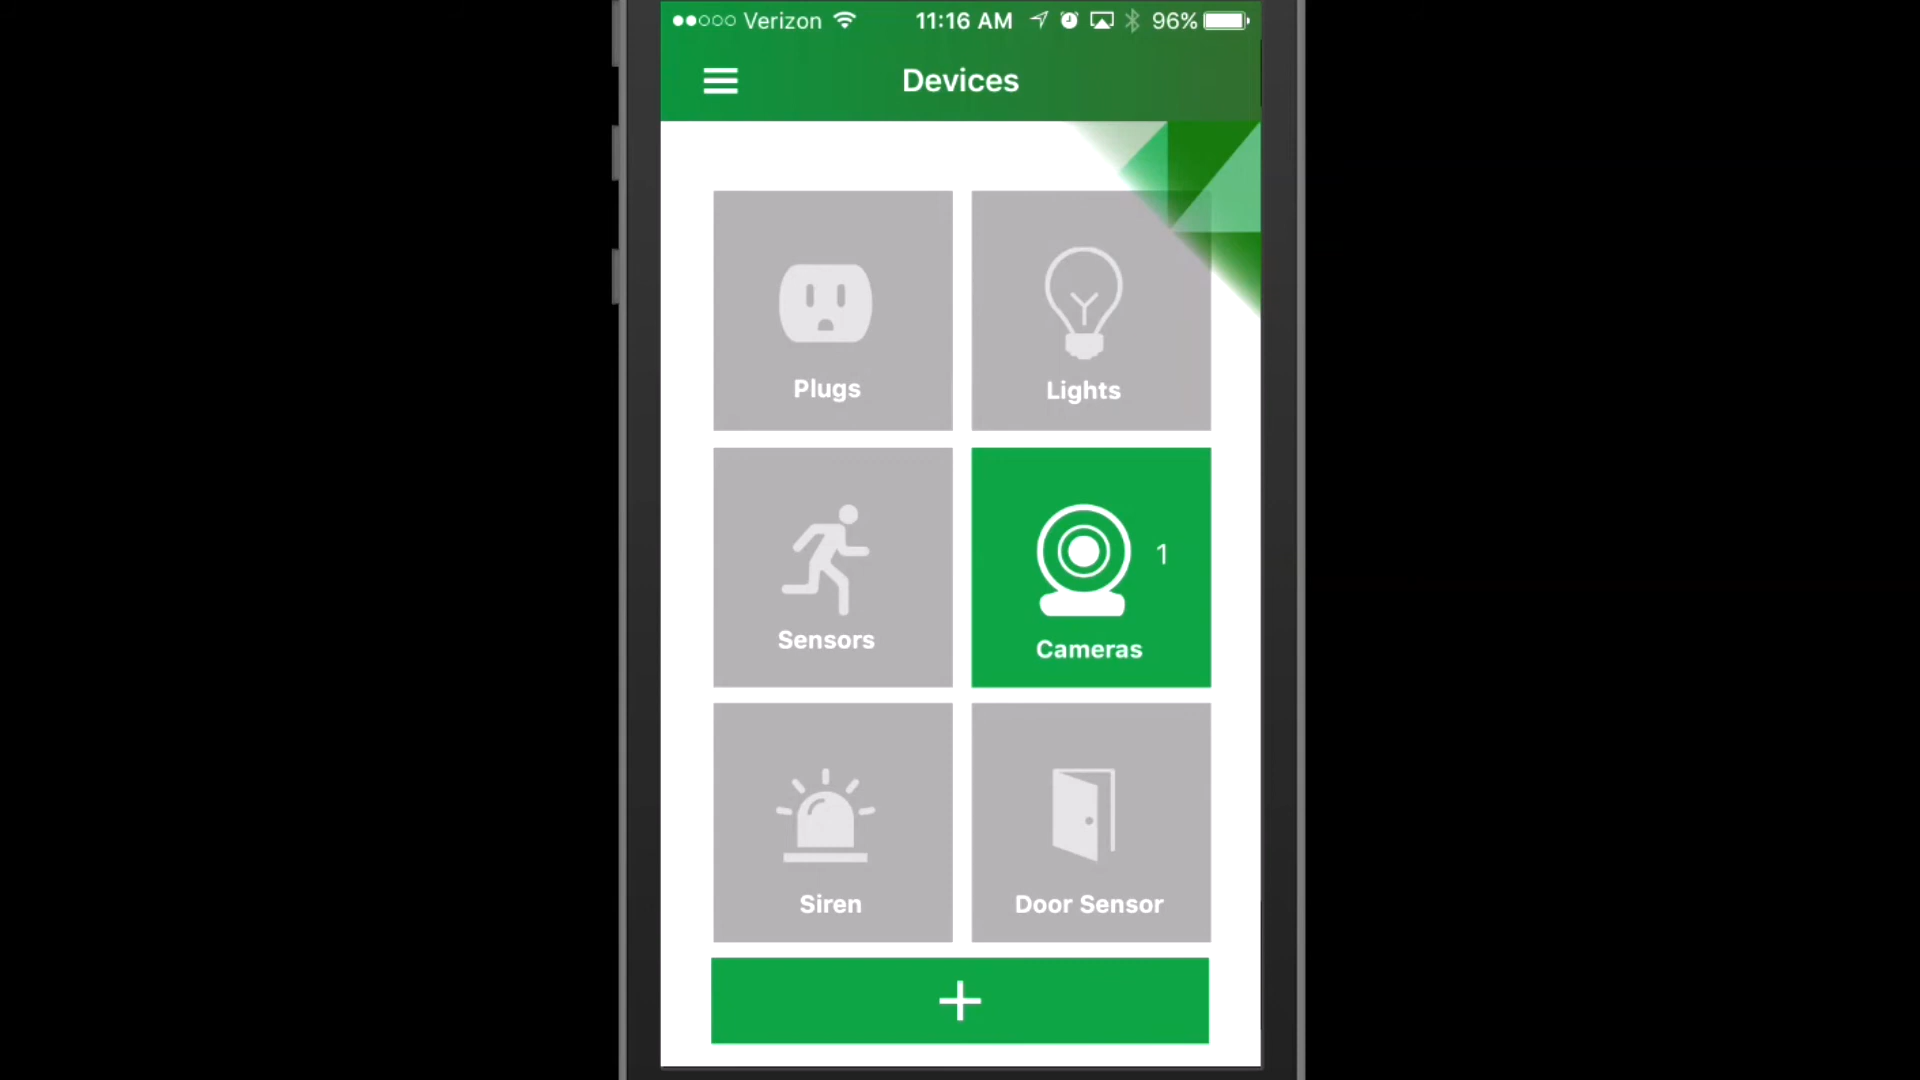 Verizon 11:16 AM 96%
Devices
Plugs
Lights
Sensors
1
Cameras
Siren
Door Sensor
+